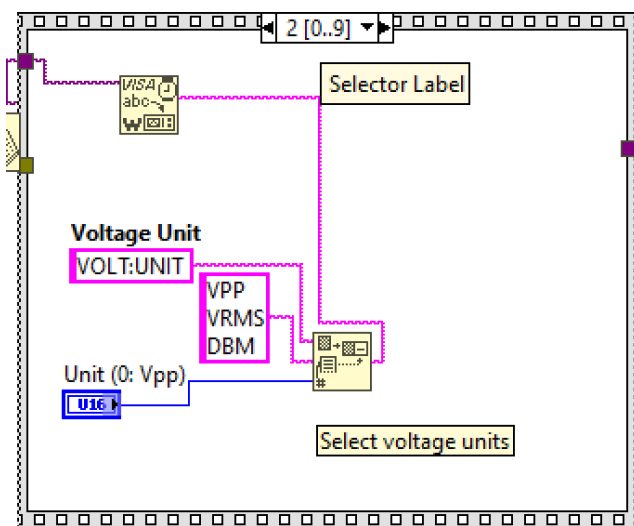 2 [0..9]
VISA
abc
W
Selector Label
Voltage Unit
VOLT:UNIT
VPP
VRMS
DBM
Unit (0: Vpp)
U16
#
Select voltage units